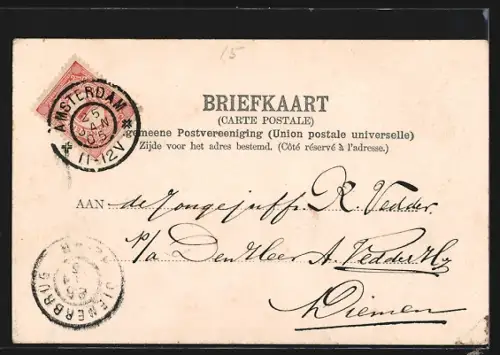 15
BRIEFKAART
(CARTE POSTALE)
gemeene Postvereeniging (Union postale universelle)
Zijde voor het adres bestemd. (Côté réservé à l'adresse.)
AMSTERDAM
25
JAN
05
11-12V
AAN de Jongejuffr. R. Vedder
p/a Den Heer A. Vedder Hz
Diemen
DIEMERBRUG